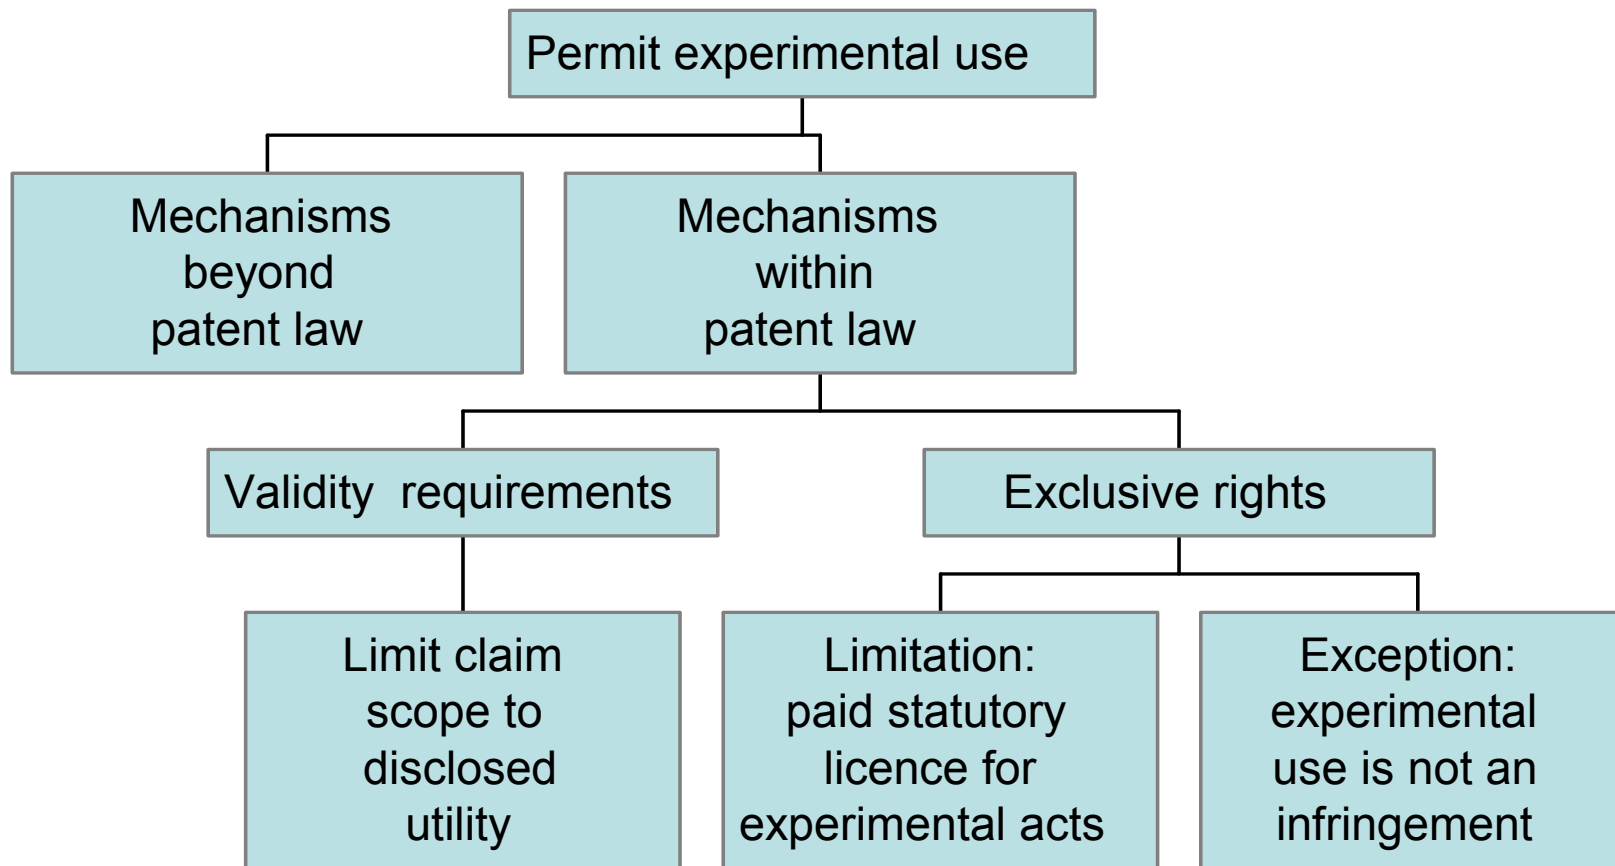 Permit experimental use
Mechanisms
beyond
patent law
Mechanisms
within
patent law
Validity  requirements
Exclusive rights
Limit claim
scope to
disclosed
utility
Limitation:
paid statutory
licence for
experimental acts
Exception:
experimental
use is not an
infringement